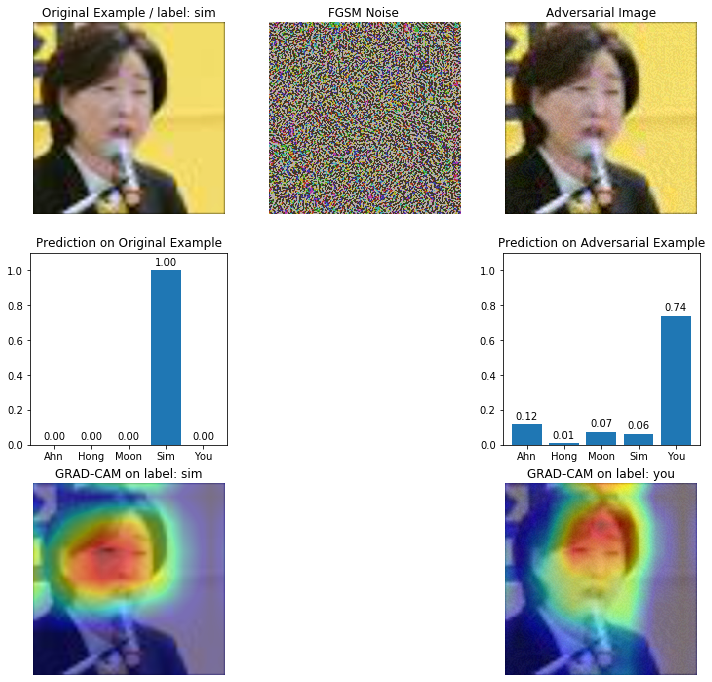 Original Example / label: sim
FGSM Noise
Adversarial Image
Prediction on Original Example
1.0
0.8
0.6
0.4
0.2
0.0
0.00
0.00
0.00
1.00
0.00
Ahn
Hong
Moon
Sim
You
Prediction on Adversarial Example
1.0
0.8
0.6
0.4
0.2
0.0
0.12
0.01
0.07
0.06
0.74
Ahn
Hong
Moon
Sim
You
GRAD-CAM on label: sim
GRAD-CAM on label: you